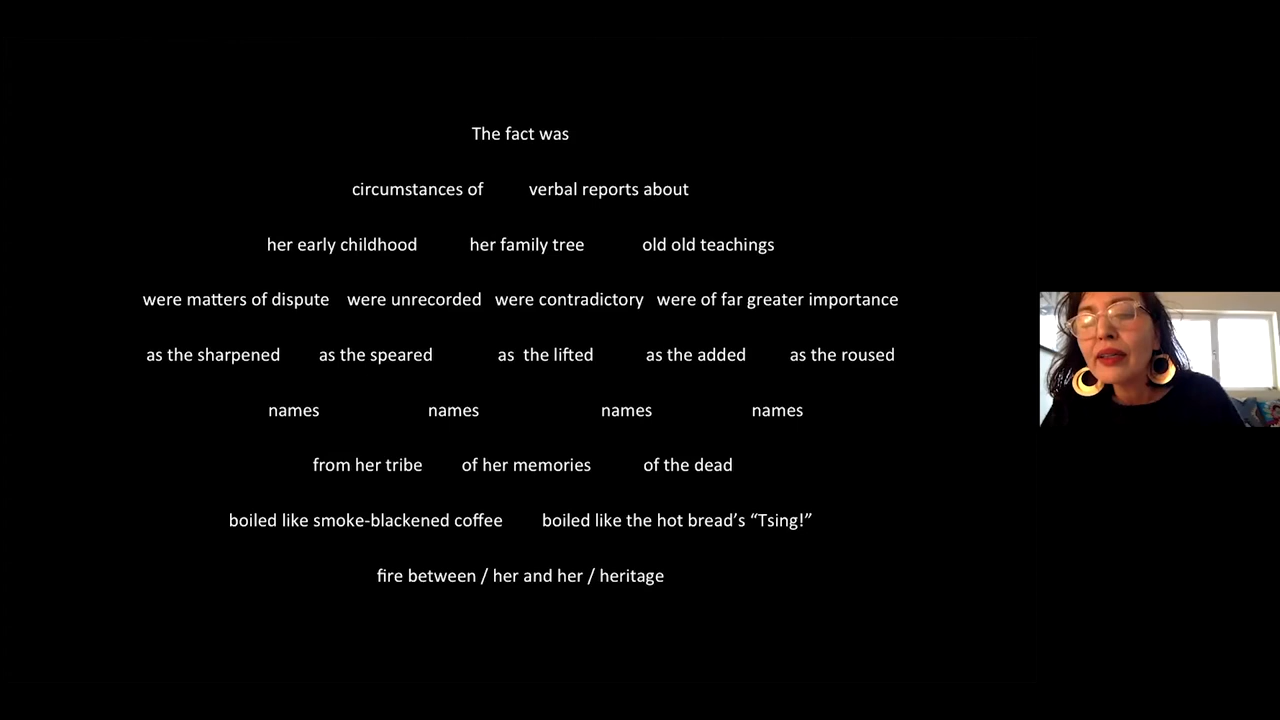 The fact was
circumstances of verbal reports about
her early childhood her family tree old old teachings
were matters of dispute were unrecorded were contradictory were of far greater importance
as the sharpened as the speared as the lifted as the added as the roused
names names names names
from her tribe of her memories of the dead
boiled like smoke-blackened coffee boiled like the hot bread’s “Tsing!”
fire between / her and her / heritage